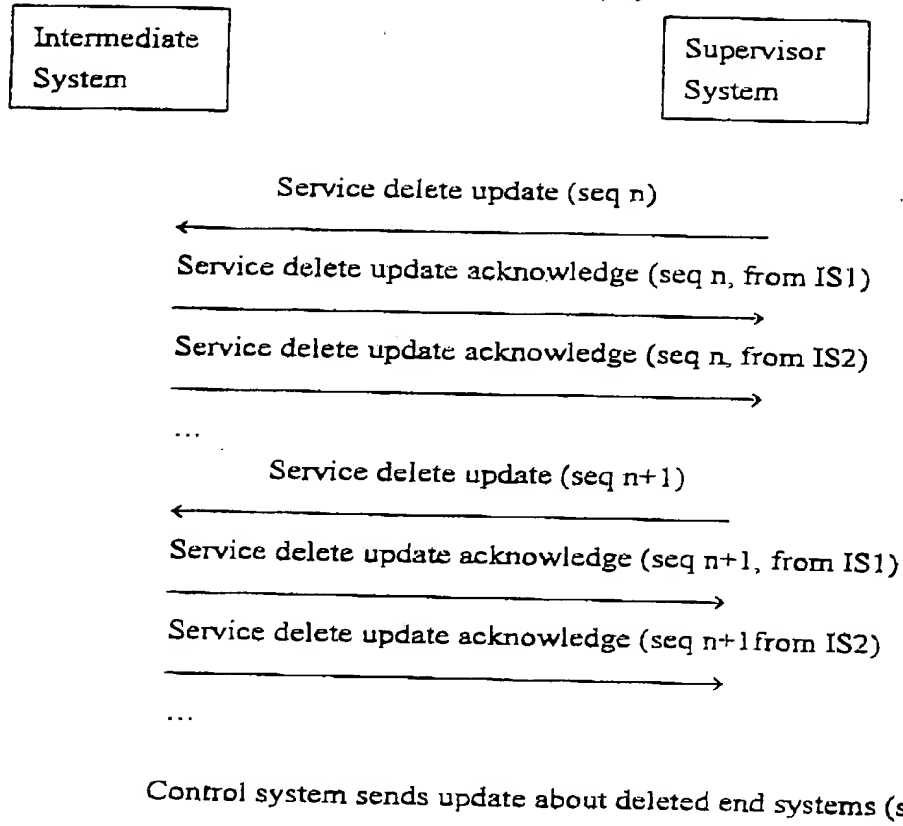 Intermediate
System
Supervisor
System
Service delete update (seq n)
Service delete update acknowledge (seq n, from IS1)
Service delete update acknowledge (seq n, from IS2)
...
Service delete update (seq n+1)
Service delete update acknowledge (seq n+1, from IS1)
Service delete update acknowledge (seq n+1 from IS2)
...
Control system sends update about deleted end systems (s